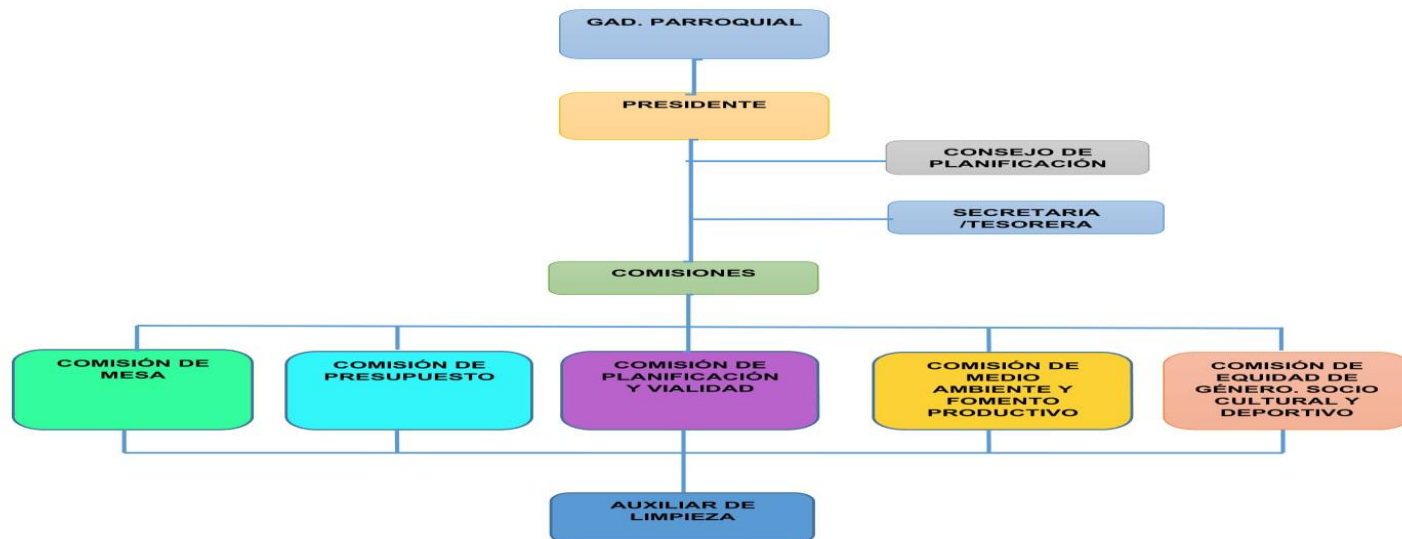 GAD. PARROQUIAL
PRESIDENTE
CONSEJO DE
PLANIFICACIÓN
SECRETARIA
/TESORERA
COMISIONES
COMISIÓN DE
MESA
COMISIÓN DE
PRESUPUESTO
COMISIÓN DE
PLANIFICACIÓN
Y VIALIDAD
COMISIÓN DE
MEDIO
AMBIENTE Y
FOMENTO
PRODUCTIVO
COMISIÓN DE
EQUIDAD DE
GÉNERO. SOCIO
CULTURAL Y
DEPORTIVO
AUXILIAR DE
LIMPIEZA